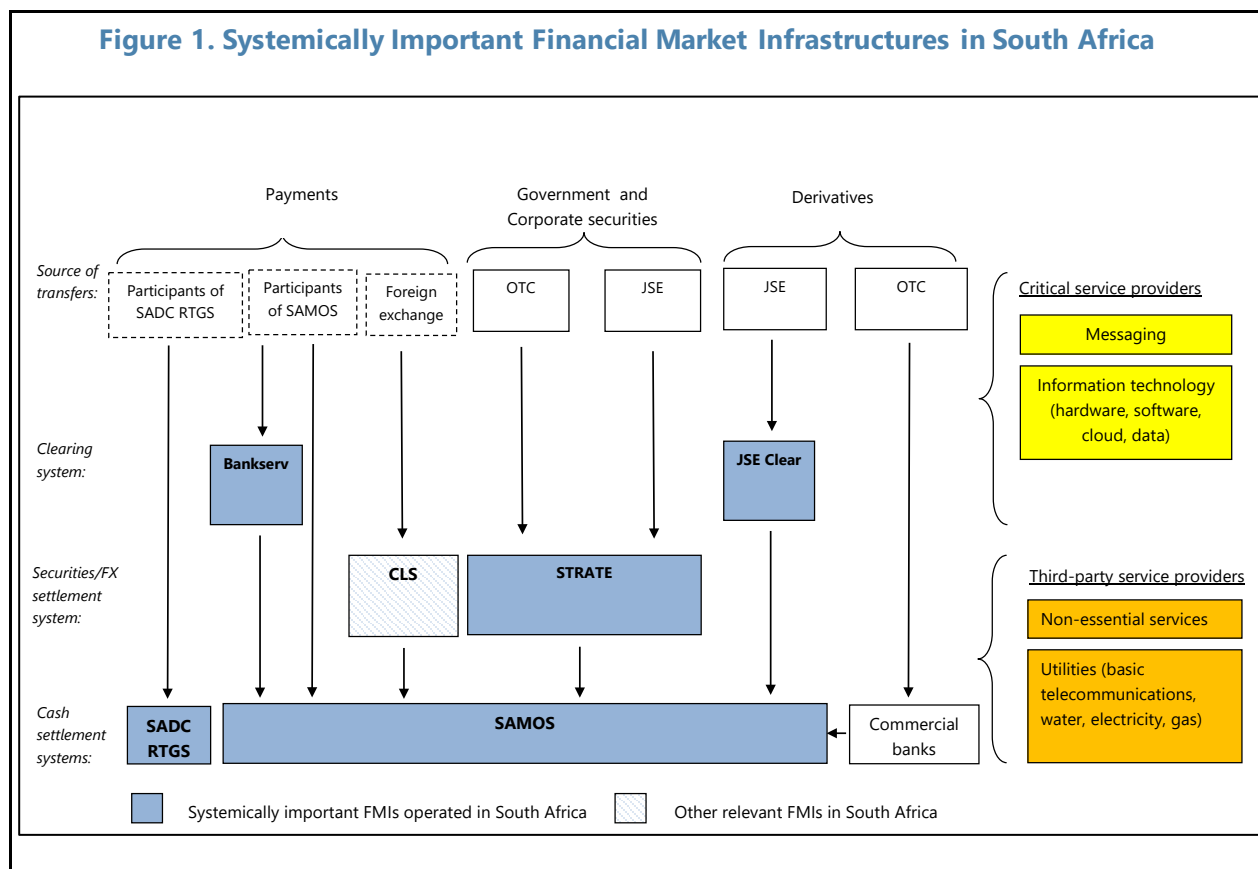 Figure 1. Systemically Important Financial Market Infrastructures in South Africa
Payments
Government and
Corporate securities
Derivatives
Source of
transfers:
Participants of
SADC RTGS
Participants
of SAMOS
Foreign
exchange
OTC
JSE
JSE
OTC
Critical service providers
Messaging
Information technology
(hardware, software,
cloud, data)
Clearing
system:
Bankserv
JSE Clear
Securities/FX
settlement
system:
CLS
STRATE
Third-party service providers
Non-essential services
Utilities (basic
telecommunications,
water, electricity, gas)
Cash
settlement
systems:
SADC
RTGS
SAMOS
Commercial
banks
Systemically important FMIs operated in South Africa
Other relevant FMIs in South Africa